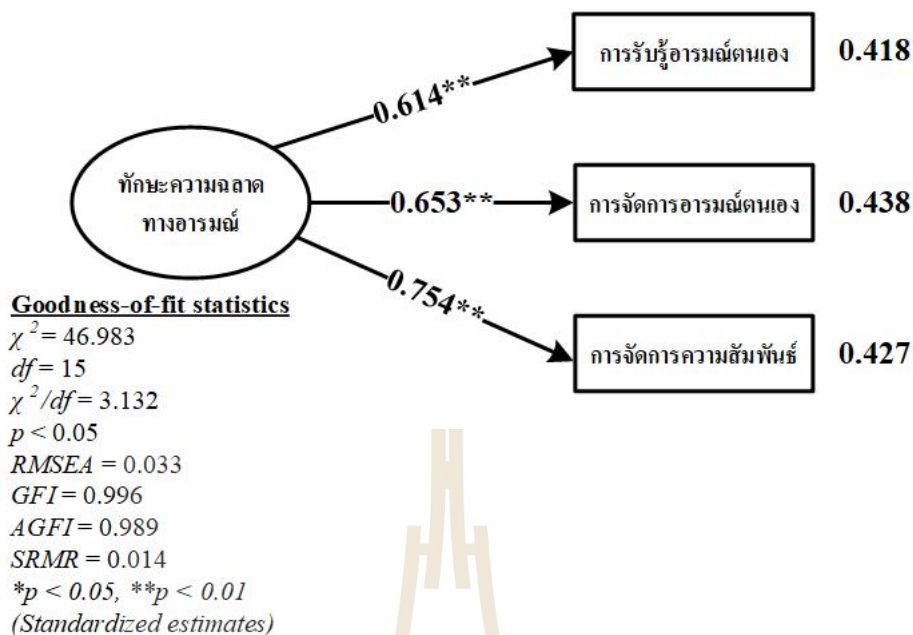 การรับรู้อารมณ์ตนเอง 0.418
0.614**
ทักษะความฉลาด
ทางอารมณ์
0.653**
การจัดการอารมณ์ตนเอง 0.438
0.754**
การจัดการความสัมพันธ์ 0.427
Goodness-of-fit statistics
χ² = 46.983
df = 15
χ²/df = 3.132
p < 0.05
RMSEA = 0.033
GFI = 0.996
AGFI = 0.989
SRMR = 0.014
*p < 0.05, **p < 0.01
(Standardized estimates)